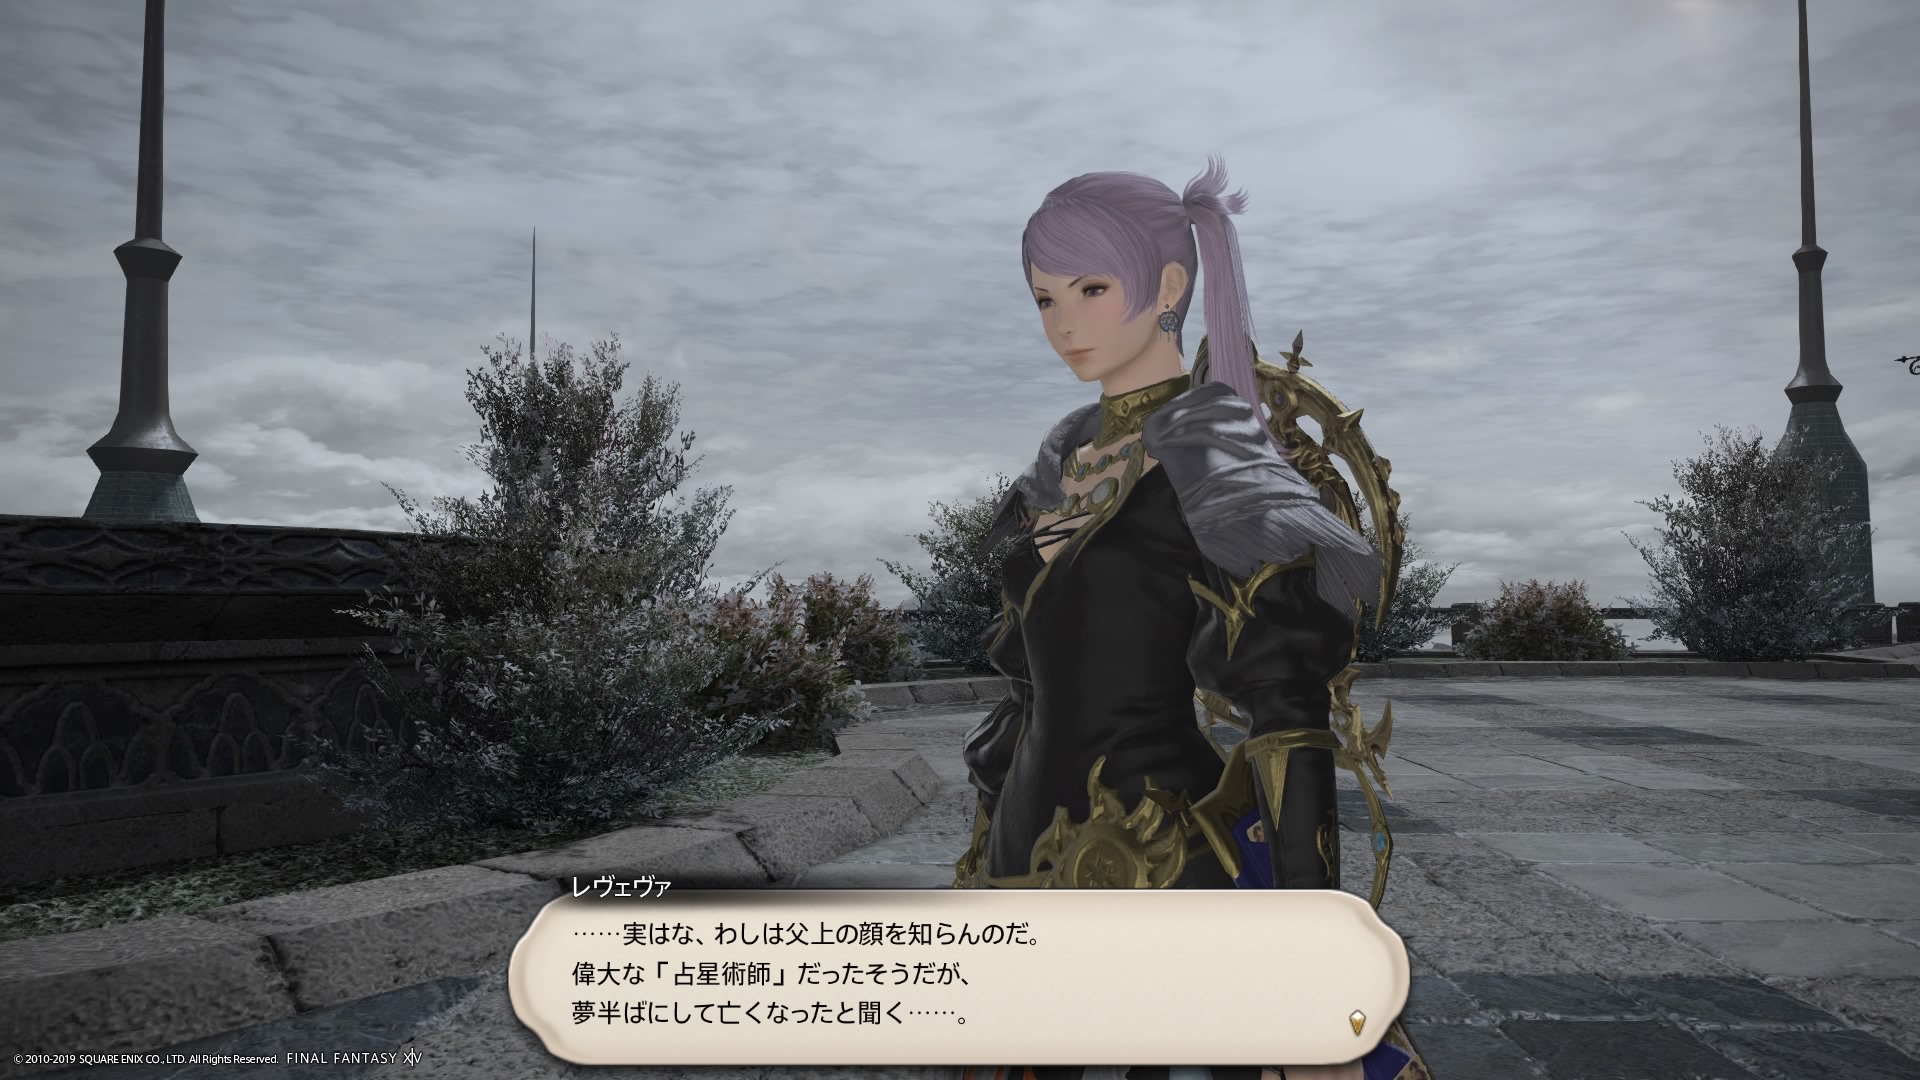 レヴェヴァ
……実はな、わしは父上の顔を知らんのだ。
偉大な「占星術師」だったそうだが、
夢半ばにして亡くなったと聞く……。
© 2010-2019 SQUARE ENIX CO., LTD. All Rights Reserved. FINAL FANTASY XIV